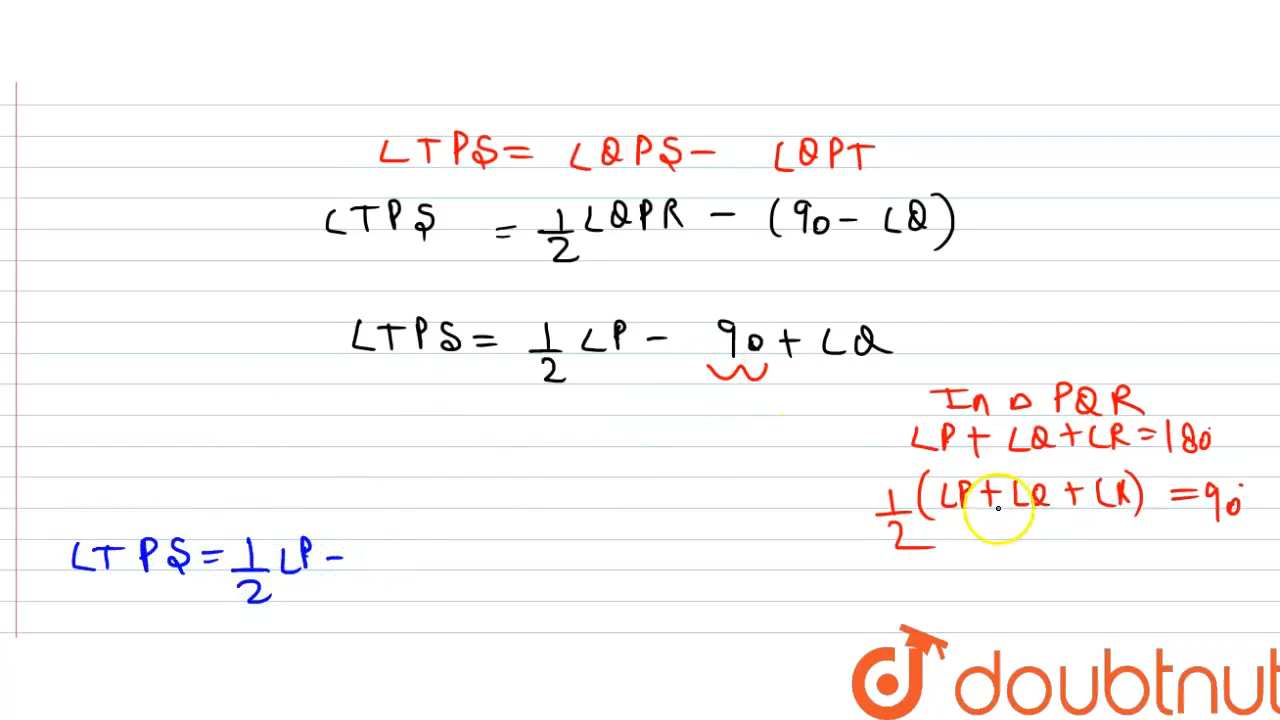 ∠TPS = ∠QPS - ∠QPT
∠TPS = 1/2 ∠QPR - (90 - ∠Q)
∠TPS = 1/2 ∠P - 90 + ∠Q
In Δ PQR
∠P + ∠Q + ∠R = 180°
1/2 (∠P + ∠Q + ∠R) = 90°
∠TPS = 1/2 ∠P -
doubtnut